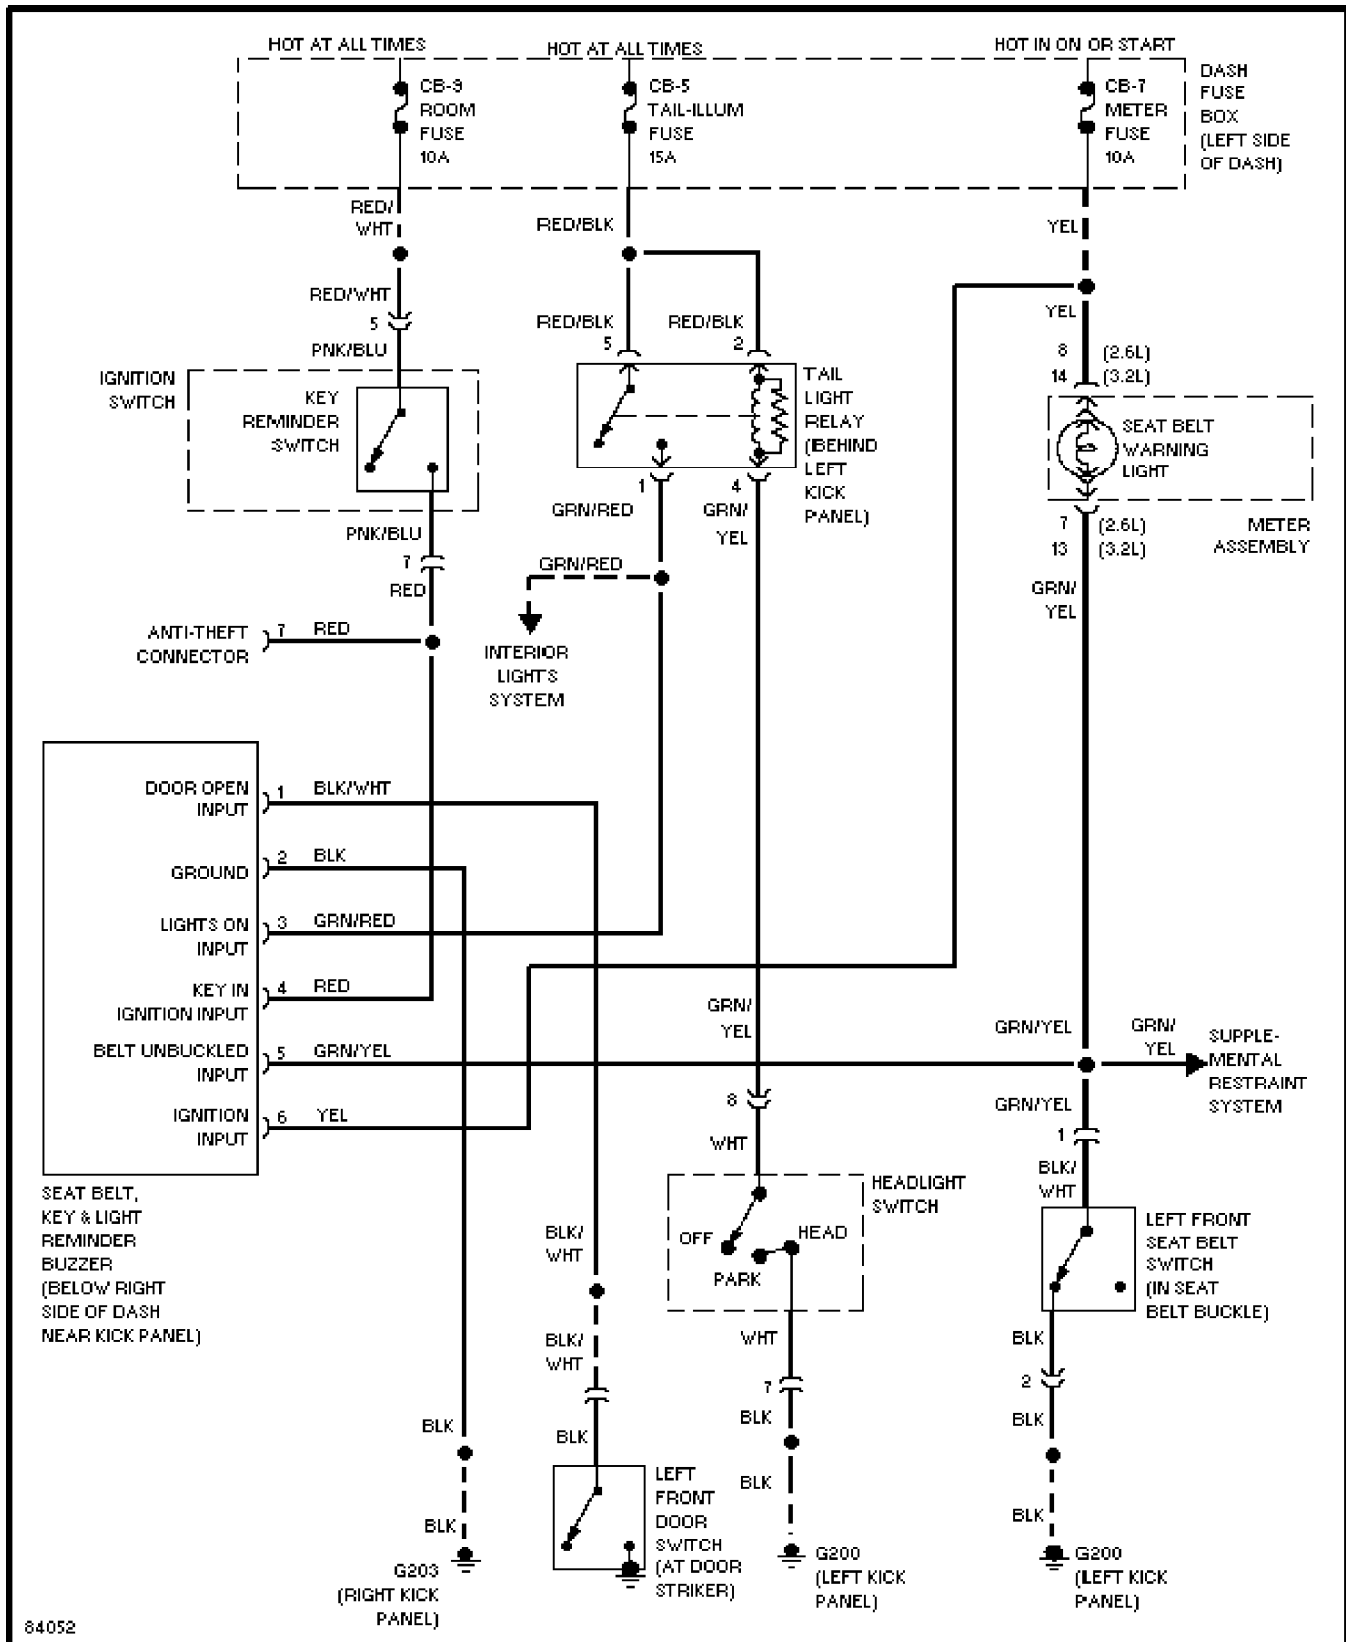 HOT AT ALL TIMES
HOT AT ALL TIMES
HOT IN ON OR START
CB-9
ROOM
FUSE
10A
CB-5
TAIL-ILLUM
FUSE
15A
CB-7
METER
FUSE
10A
DASH
FUSE
BOX
(LEFT SIDE
OF DASH)
RED/
WHT
RED/BLK
YEL
RED/WHT
5
PNK/BLU
RED/BLK
5
RED/BLK
2
YEL
8 (2.6L)
14 (3.2L)
IGNITION
SWITCH
KEY
REMINDER
SWITCH
TAIL
LIGHT
RELAY
(BEHIND
LEFT
KICK
PANEL)
SEAT BELT
WARNING
LIGHT
METER
ASSEMBLY
PNK/BLU
7
RED
1
GRN/RED
4
GRN/
YEL
7 (2.6L)
13 (3.2L)
GRN/
YEL
GRN/RED
INTERIOR
LIGHTS
SYSTEM
ANTI-THEFT
CONNECTOR
7 RED
DOOR OPEN
INPUT
1 BLK/WHT
GROUND
2 BLK
LIGHTS ON
INPUT
3 GRN/RED
KEY IN
IGNITION INPUT
4 RED
BELT UNBUCKLED
INPUT
5 GRN/YEL
IGNITION
INPUT
6 YEL
SEAT BELT,
KEY & LIGHT
REMINDER
BUZZER
(BELOW RIGHT
SIDE OF DASH
NEAR KICK PANEL)
GRN/
YEL
GRN/YEL
GRN/
YEL
SUPPLE-
MENTAL
RESTRAINT
SYSTEM
8
WHT
GRN/YEL
1
BLK/
WHT
HEADLIGHT
SWITCH
OFF
HEAD
PARK
LEFT FRONT
SEAT BELT
SWITCH
(IN SEAT
BELT BUCKLE)
BLK/
WHT
BLK/
WHT
WHT
7
BLK
BLK
BLK
2
BLK
BLK
BLK
BLK
G203
(RIGHT KICK
PANEL)
BLK
LEFT
FRONT
DOOR
SWITCH
(AT DOOR
STRIKER)
G200
(LEFT KICK
PANEL)
G200
(LEFT KICK
PANEL)
84052